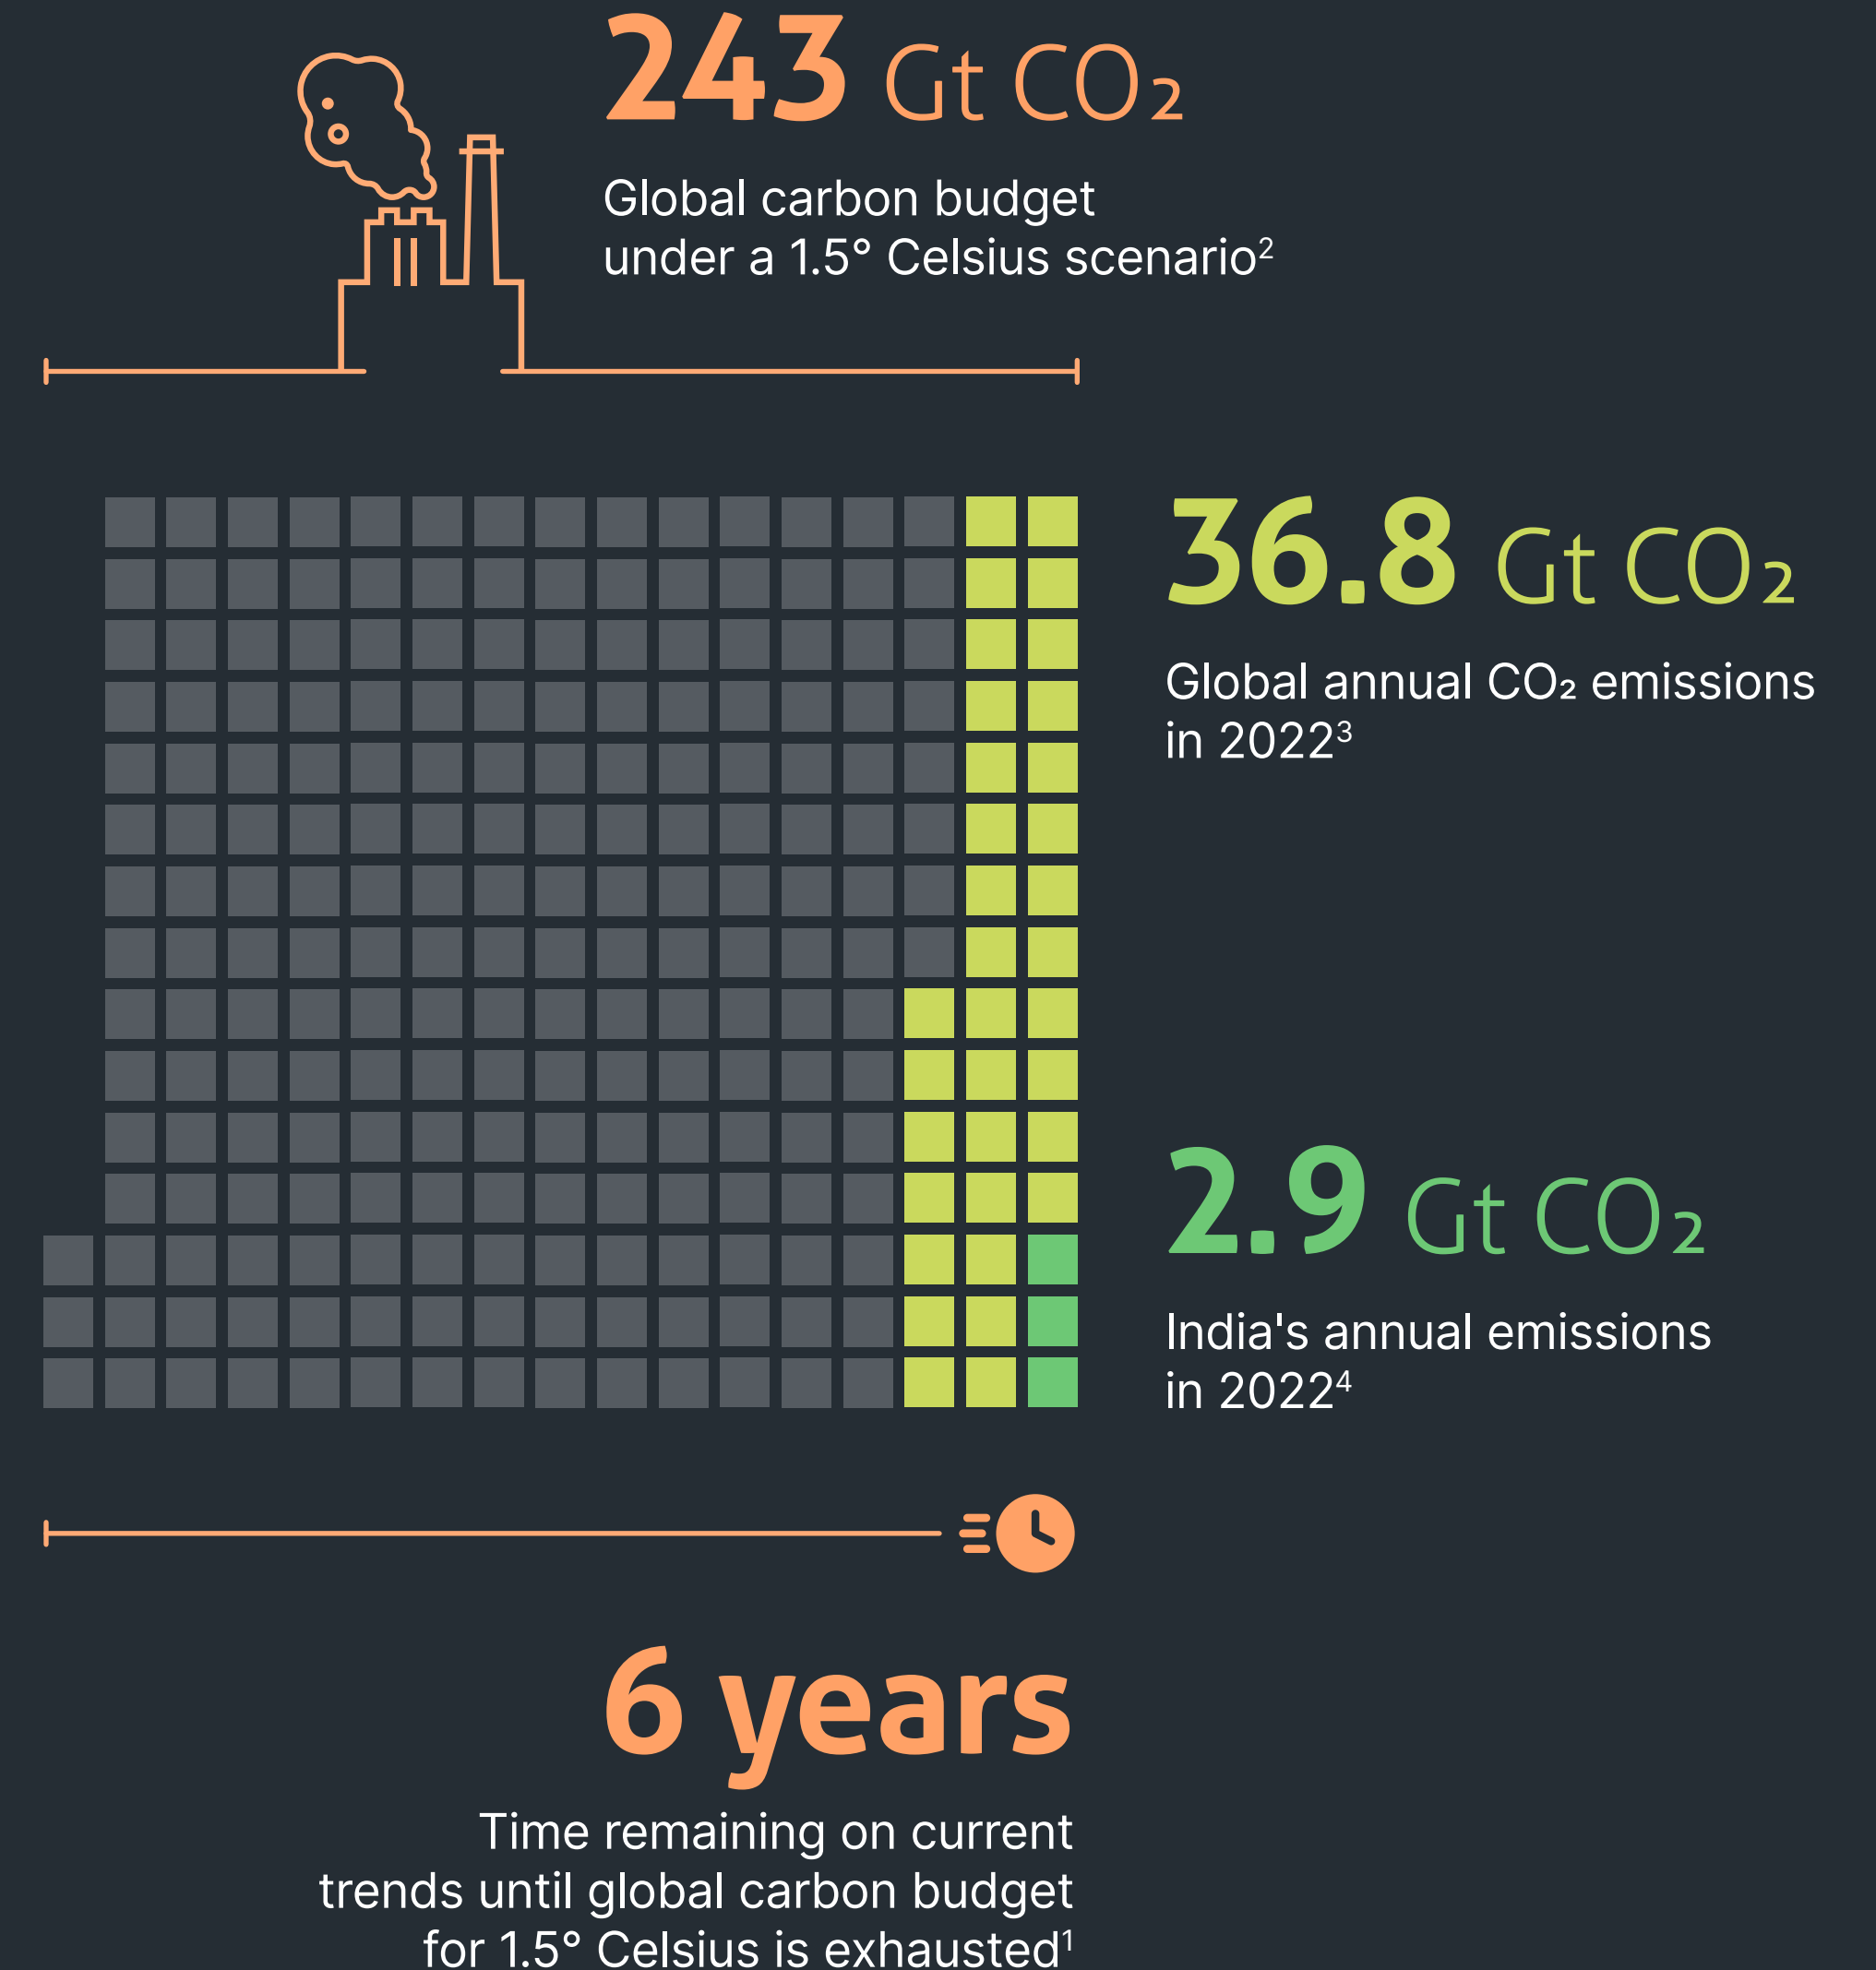 243 Gt CO₂
Global carbon budget
under a 1.5° Celsius scenario²
36.8 Gt CO₂
Global annual CO₂ emissions
in 2022³
2.9 Gt CO₂
India's annual emissions
in 2022⁴
6 years
Time remaining on current
trends until global carbon budget
for 1.5° Celsius is exhausted¹